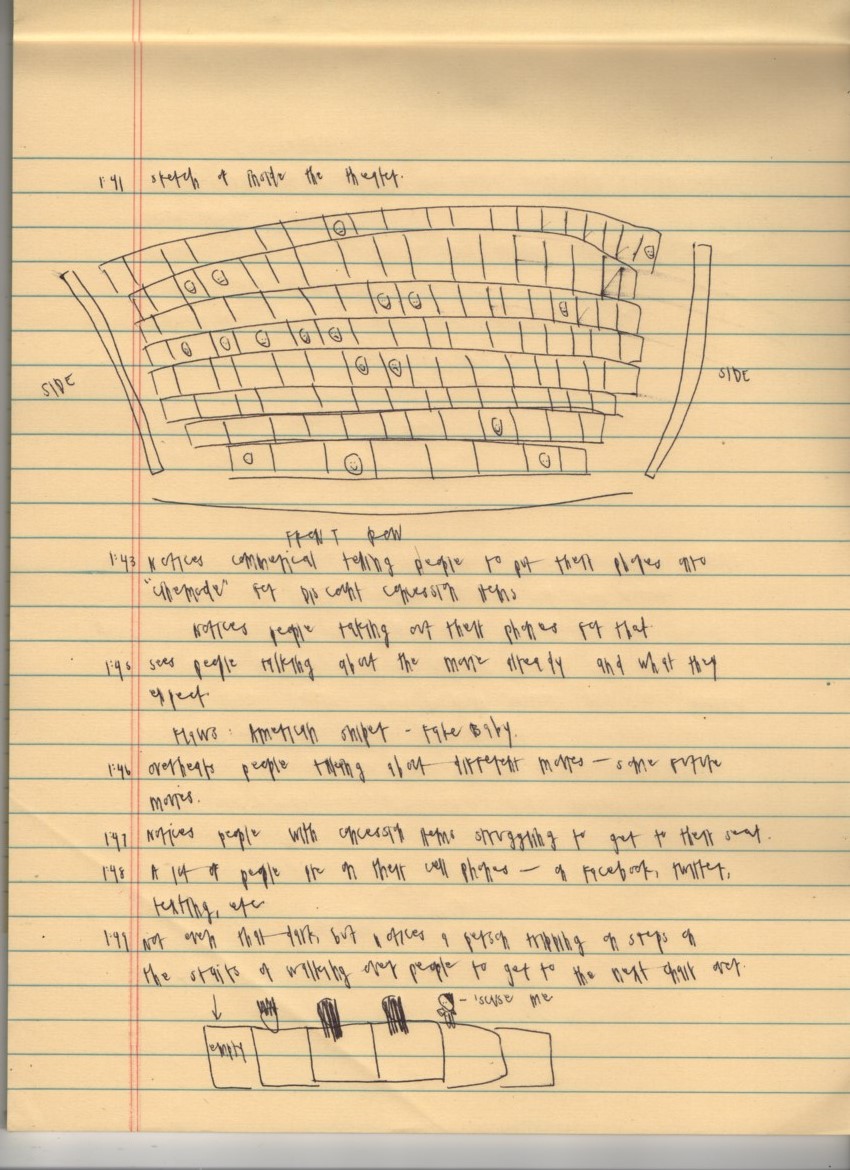 1:41 sketch of inside the theater.
SIDE
SIDE
FRONT ROW
1:43 Notices commerical telling people to put their phones into
"cinemode" for discount concession items
Notices people taking out their phones for that
sees people talking about the movie already and what they
expect.
: American sniper - Fake Baby.
1:46 overhears people talking about different movies — some future
movies.
1:47 Notices people with concession items struggling to get to their seat.
1:48 A lot of people are on their cell phones — on Facebook, twitter,
texting, etc
1:49 Not even that dark, but notices a person tripping on steps on
the stairs or walking over people to get to the next chair over.
- 'scuse me
empty